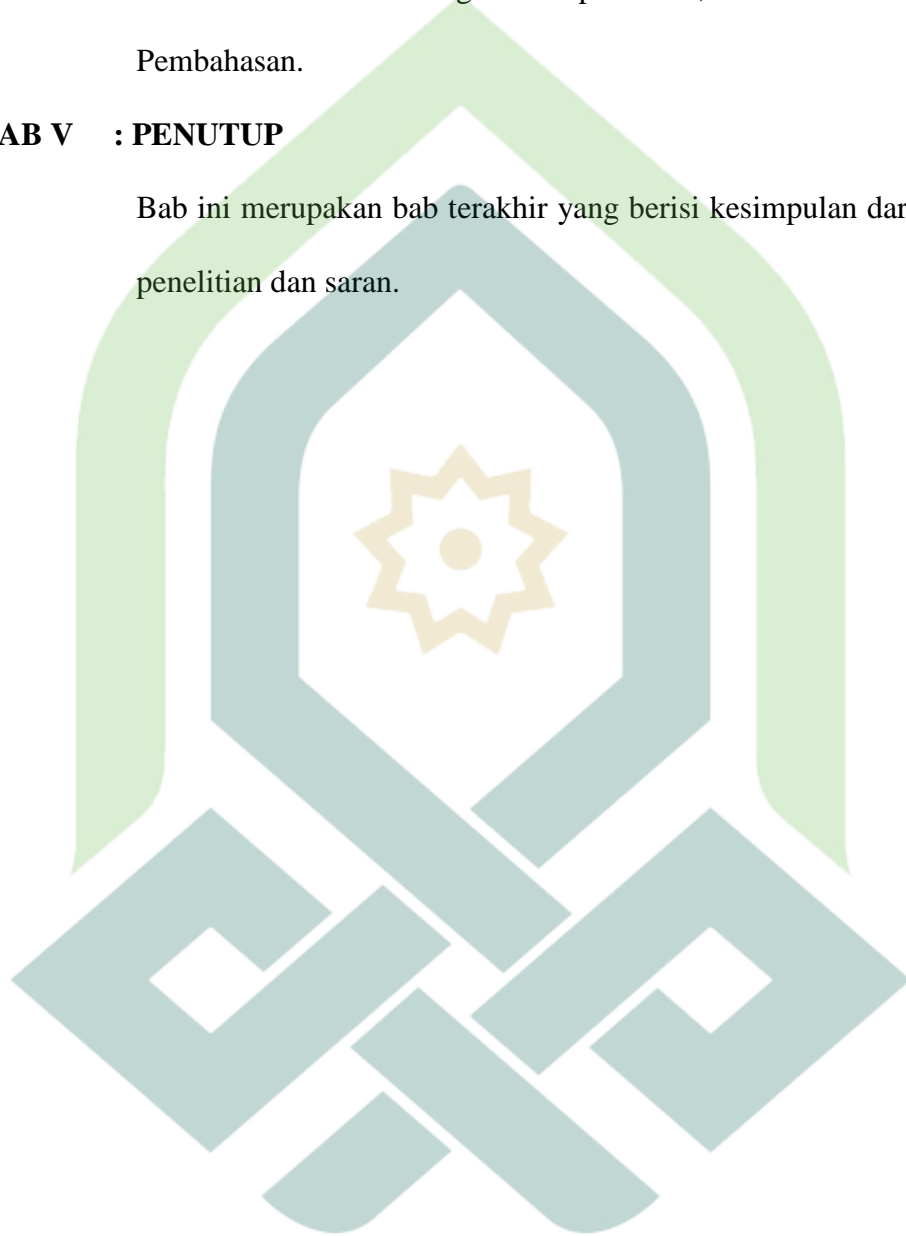 Pembahasan.
AB V : PENUTUP
Bab ini merupakan bab terakhir yang berisi kesimpulan dar
penelitian dan saran.